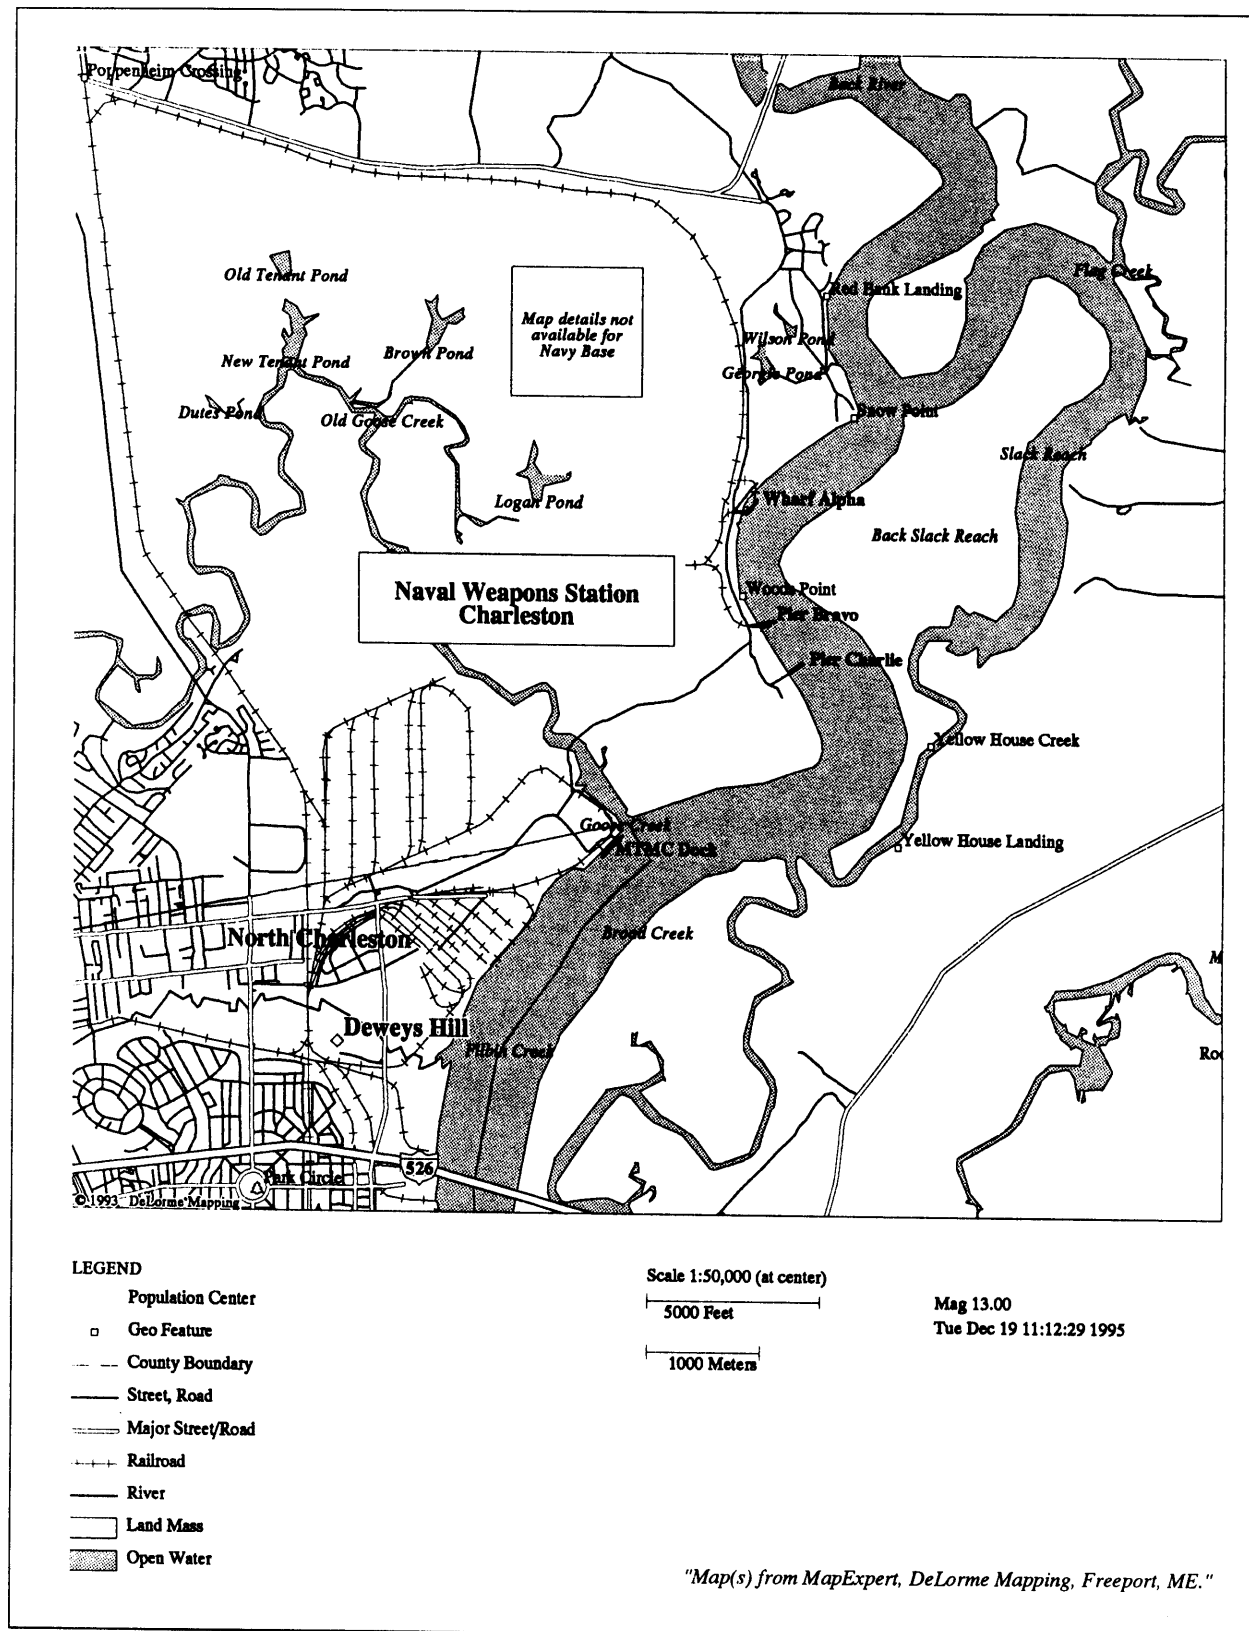 Poppenheim Crossing
Back River
Old Tenant Pond
Flag Creek
Red Bank Landing
Map details not
available for
Navy Base
Wilson Pond
New Tenant Pond
Brown Pond
Georgia Pond
Dutes Pond
Old Goose Creek
Snow Point
Slack Reach
Logan Pond
Wharf Alpha
Back Slack Reach
Naval Weapons Station
Charleston
Woods Point
Pier Bravo
Pier Charlie
Yellow House Creek
Goose Creek
MTMC Dock
Yellow House Landing
North Charleston
Broad Creek
M
Deweys Hill
Filbin Creek
Roc
526
Park Circle
© 1993 DeLorme Mapping
LEGEND
Population Center
Geo Feature
County Boundary
Street, Road
Major Street/Road
Railroad
River
Land Mass
Open Water
Scale 1:50,000 (at center)
5000 Feet
1000 Meters
Mag 13.00
Tue Dec 19 11:12:29 1995
"Map(s) from MapExpert, DeLorme Mapping, Freeport, ME."